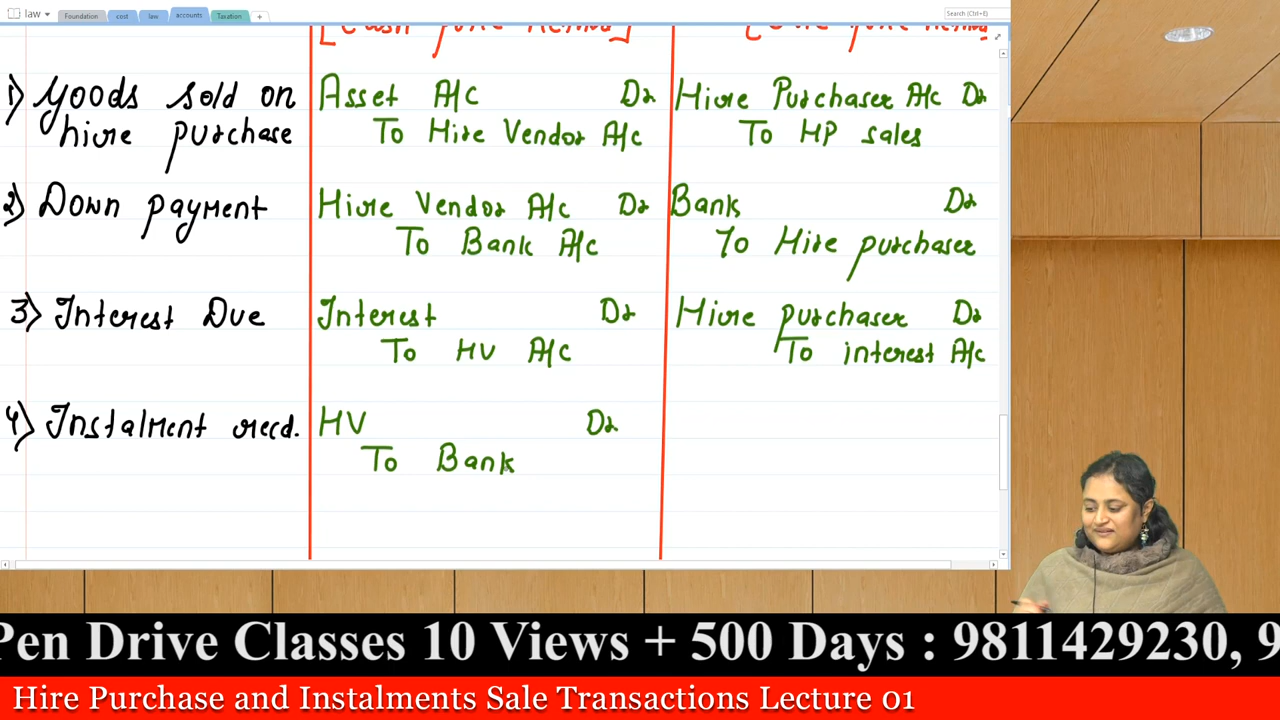 law
Foundation
cost
law
accounts
Taxation
Search (Ctrl+E)
[Cash
1) Goods sold on
hire purchase
Asset A/c Dr
To Hire Vendor A/c
Hire Purchaser A/c Dr
To HP sales
2) Down payment
Hire Vendor A/c Dr
To Bank A/c
Bank Dr
To Hire purchaser
3) Interest Due
Interest Dr
To HV A/c
Hire purchaser Dr
To interest A/c
4) Instalment recd.
HV Dr
To Bank
Pen Drive Classes 10 Views + 500 Days : 9811429230, 9
Hire Purchase and Instalments Sale Transactions Lecture 01